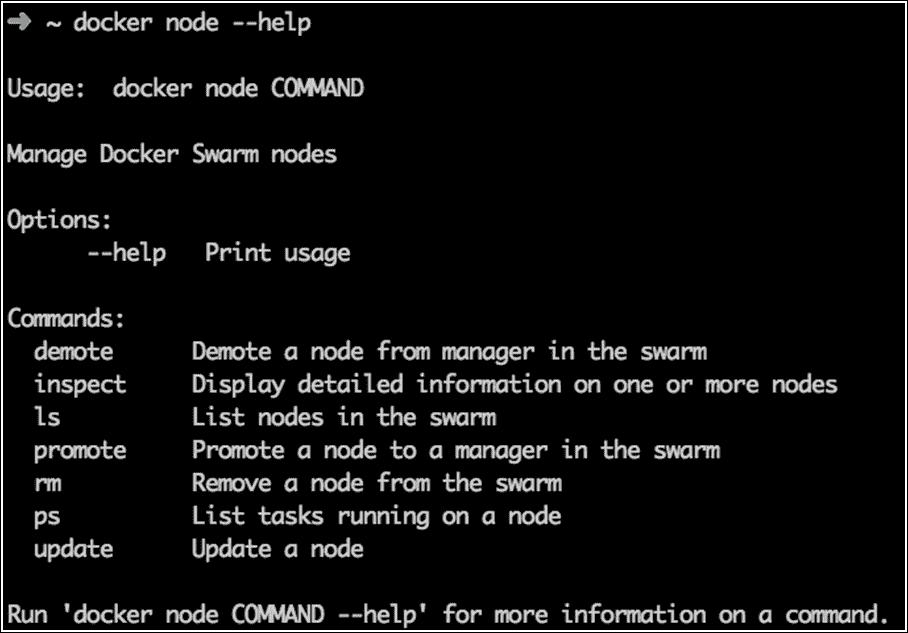 ➜ ~ docker node --help
Usage:  docker node COMMAND
Manage Docker Swarm nodes
Options:
      --help   Print usage
Commands:
  demote      Demote a node from manager in the swarm
  inspect     Display detailed information on one or more nodes
  ls          List nodes in the swarm
  promote     Promote a node to a manager in the swarm
  rm          Remove a node from the swarm
  ps          List tasks running on a node
  update      Update a node
Run 'docker node COMMAND --help' for more information on a command.